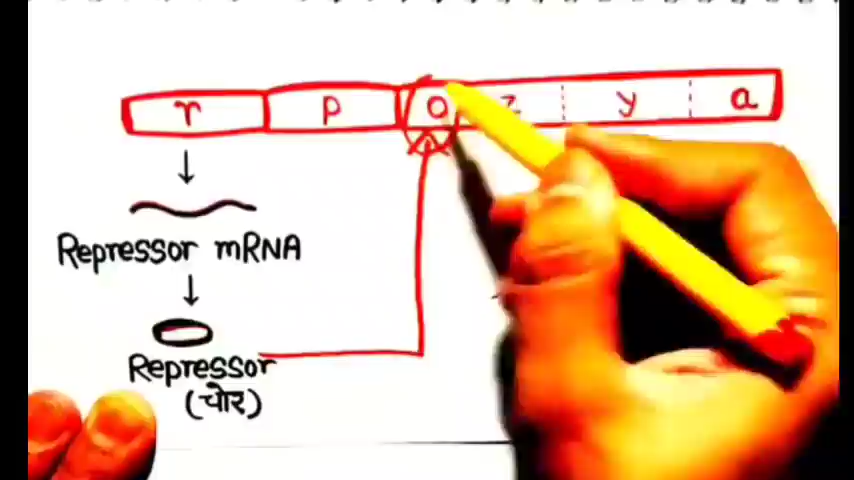 r p o z y a
Repressor mRNA
Repressor
(चोर)